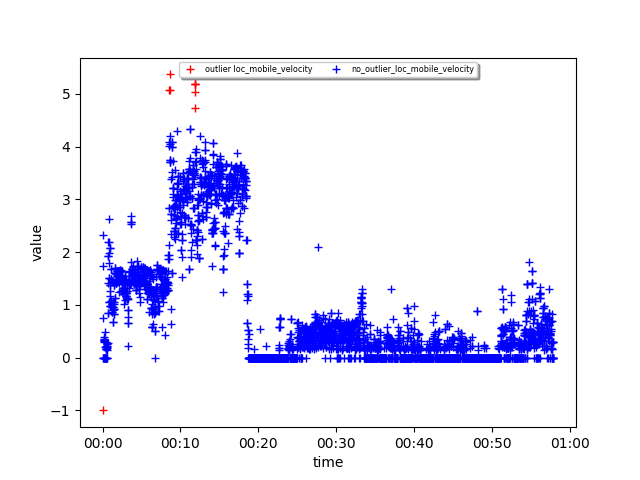 outlier loc_mobile_velocity
no_outlier_loc_mobile_velocity
value
5
4
3
2
1
0
−1
00:00 00:10 00:20 00:30 00:40 00:50 01:00
time